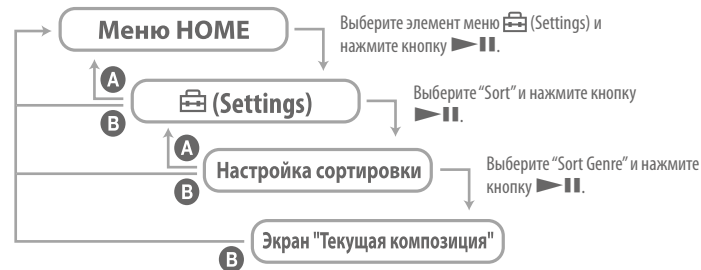 Меню HOME
Выберите элемент меню (Settings) и
нажмите кнопку ►II.
A
B
(Settings)
Выберите “Sort” и нажмите кнопку
►II.
A
B
Настройка сортировки
Выберите “Sort Genre” и нажмите
кнопку ►II.
B
Экран "Текущая композиция"